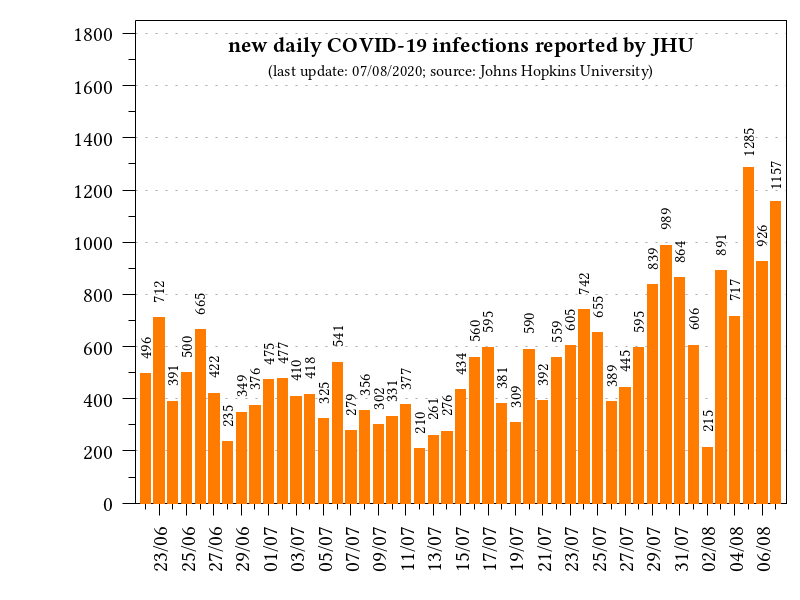 new daily COVID-19 infections reported by JHU
(last update: 07/08/2020; source: Johns Hopkins University)
1800
1600
1400
1200
1000
800
600
400
200
0
496 712 391 500 665 422 235 349 376 475 477 410 418 325 541 279 356 302 331 377 210 261 276 434 560 595 381 309 590 392 559 605 742 655 389 445 595 839 989 864 606 215 891 717 1285 926 1157
23/06 25/06 27/06 29/06 01/07 03/07 05/07 07/07 09/07 11/07 13/07 15/07 17/07 19/07 21/07 23/07 25/07 27/07 29/07 31/07 02/08 04/08 06/08